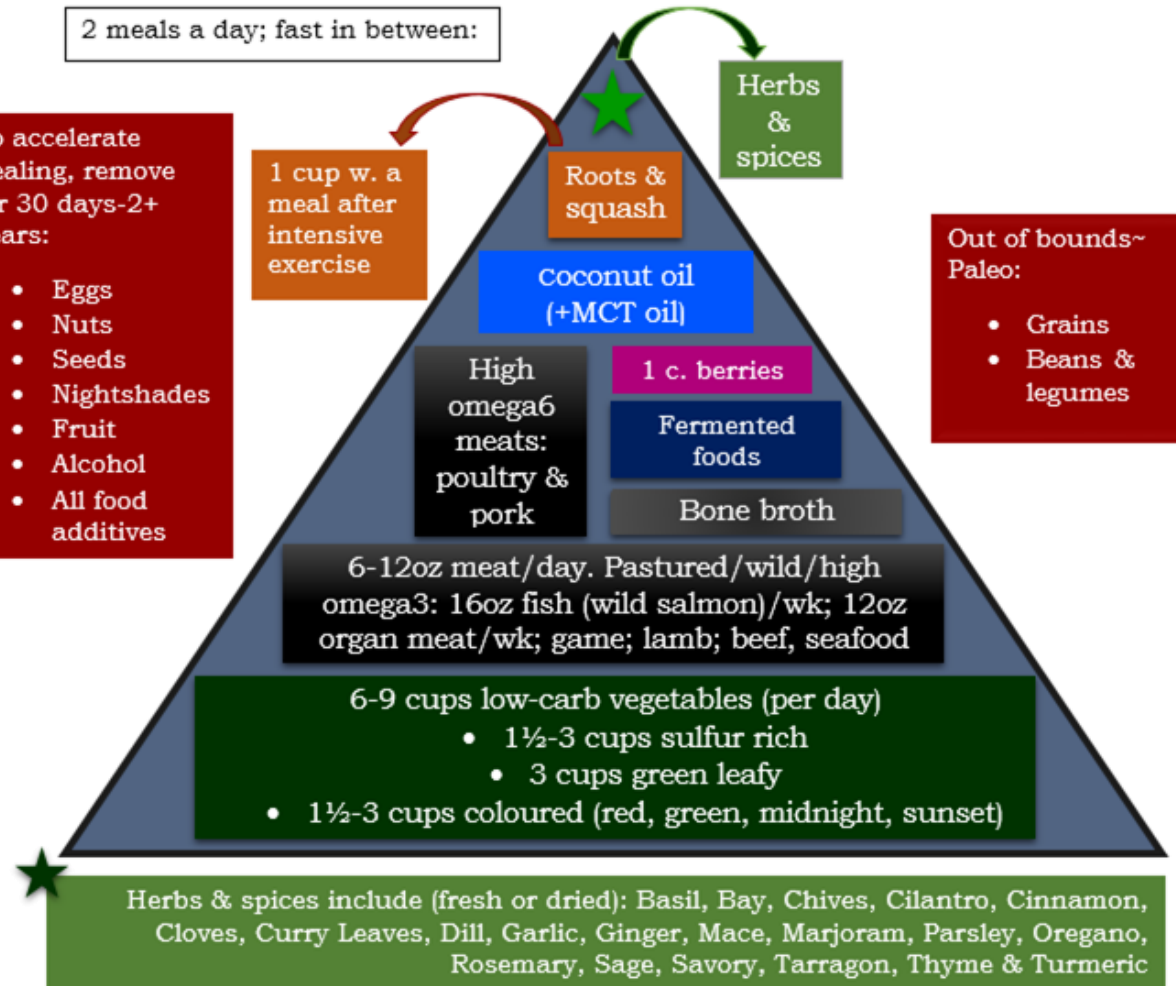 2 meals a day; fast in between:
Herbs
&
spices
accelerate
healing, remove
30 days-2+
years:
• Eggs
• Nuts
• Seeds
• Nightshades
• Fruit
• Alcohol
• All food
additives
1 cup w. a
meal after
intensive
exercise
Roots &
squash
Out of bounds~
Paleo:
• Grains
• Beans &
legumes
Coconut oil
(+MCT oil)
High
omega6
meats:
poultry &
pork
1 c. berries
Fermented
foods
Bone broth
6-12oz meat/day. Pastured/wild/high
omega3: 16oz fish (wild salmon)/wk; 12oz
organ meat/wk; game; lamb; beef, seafood
6-9 cups low-carb vegetables (per day)
• 1½-3 cups sulfur rich
• 3 cups green leafy
• 1½-3 cups coloured (red, green, midnight, sunset)
Herbs & spices include (fresh or dried): Basil, Bay, Chives, Cilantro, Cinnamon,
Cloves, Curry Leaves, Dill, Garlic, Ginger, Mace, Marjoram, Parsley, Oregano,
Rosemary, Sage, Savory, Tarragon, Thyme & Turmeric